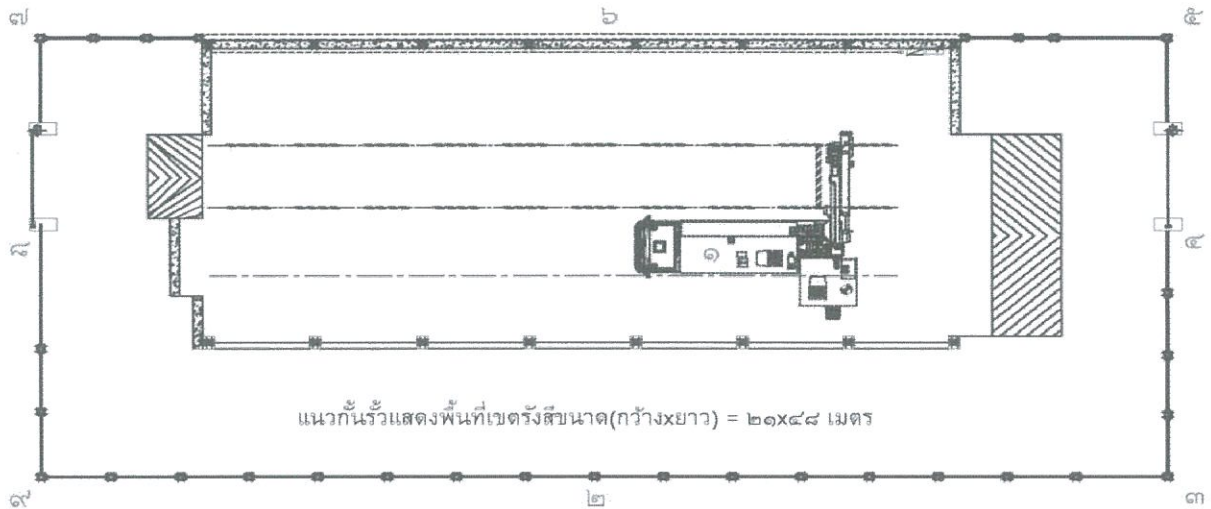 ๗ ๖ ๕
๑
๘ ๔
แนวกั้นรั้วแสดงพื้นที่เขตรังสีขนาด(กว้างxยาว) = ๒๑x๔๘ เมตร
๙ ๒ ๓